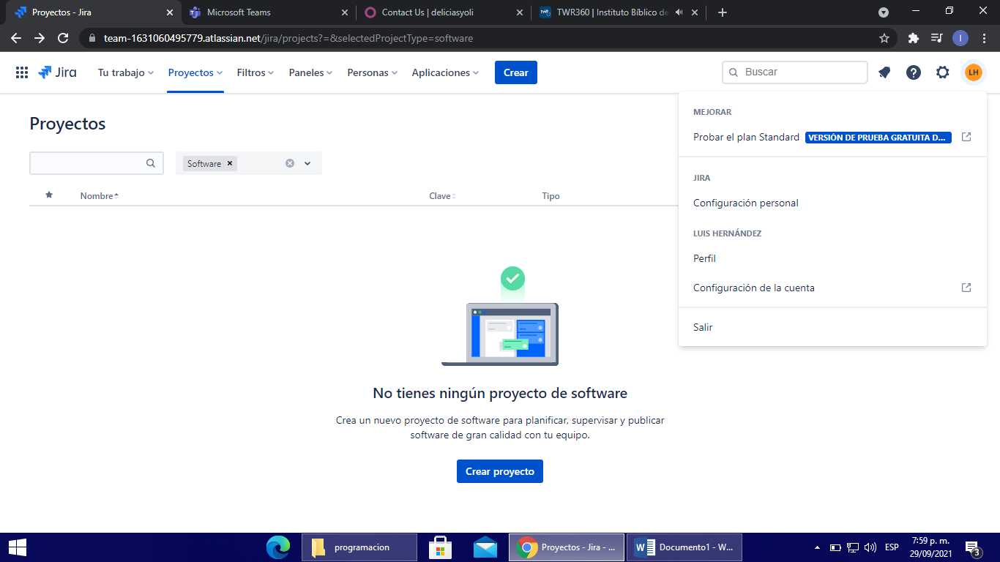 Proyectos - Jira
Microsoft Teams
Contact Us | deliciasyoli
TWR360 | Instituto Bíblico de
team-1631060495779.atlassian.net/jira/projects?=&selectedProjectType=software
I
Jira
Tu trabajo
Proyectos
Filtros
Paneles
Personas
Aplicaciones
Crear
Buscar
LH
Proyectos
Software
Nombre
Clave
Tipo
MEJORAR
Probar el plan Standard
VERSIÓN DE PRUEBA GRATUITA D...
JIRA
Configuración personal
LUIS HERNÁNDEZ
Perfil
Configuración de la cuenta
Salir
No tienes ningún proyecto de software
Crea un nuevo proyecto de software para planificar, supervisar y publicar
software de gran calidad con tu equipo.
Crear proyecto
programacion
Proyectos - Jira - ...
Documento1 - W...
ESP
7:59 p. m.
29/09/2021
3